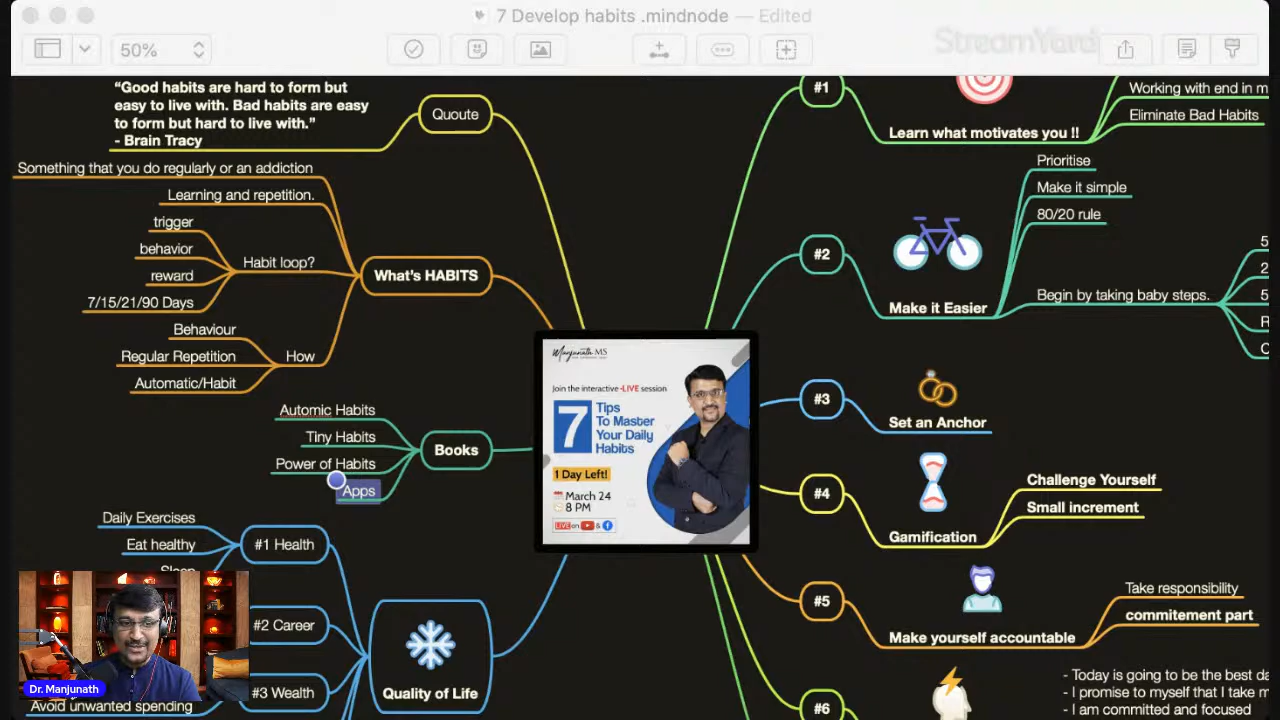 7 Develop habits .mindnode — Edited
50%
StreamYard
“Good habits are hard to form but
easy to live with. Bad habits are easy
to form but hard to live with.”
- Brain Tracy
Quoute
Something that you do regularly or an addiction
Learning and repetition.
trigger
behavior
reward
7/15/21/90 Days
Habit loop?
What's HABITS
Behaviour
Regular Repetition
Automatic/Habit
How
Automic Habits
Tiny Habits
Power of Habits
Apps
Books
Daily Exercises
Eat healthy
Sleep
#1 Health
#2 Career
#3 Wealth
Avoid unwanted spending
Quality of Life
Dr. Manjunath
Manjunath MS
Join the interactive -LIVE session
7
Tips
To Master
Your Daily
Habits
1 Day Left!
March 24
8 PM
LIVE on & f
#1
Learn what motivates you !!
Working with end in m
Eliminate Bad Habits
#2
Make it Easier
Prioritise
Make it simple
80/20 rule
Begin by taking baby steps.
5
2
5
R
C
#3
Set an Anchor
#4
Gamification
Challenge Yourself
Small increment
#5
Make yourself accountable
Take responsibility
commitement part
#6
- Today is going to be the best da
- I promise to myself that I take m
- I am committed and focused